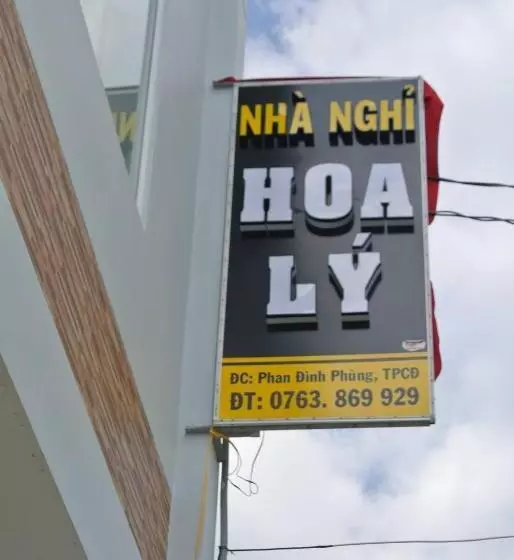 NHÀ NGHỈ
HOA
LÝ
ĐC: Phan Đình Phùng, TPCĐ
ĐT: 0763. 869 929